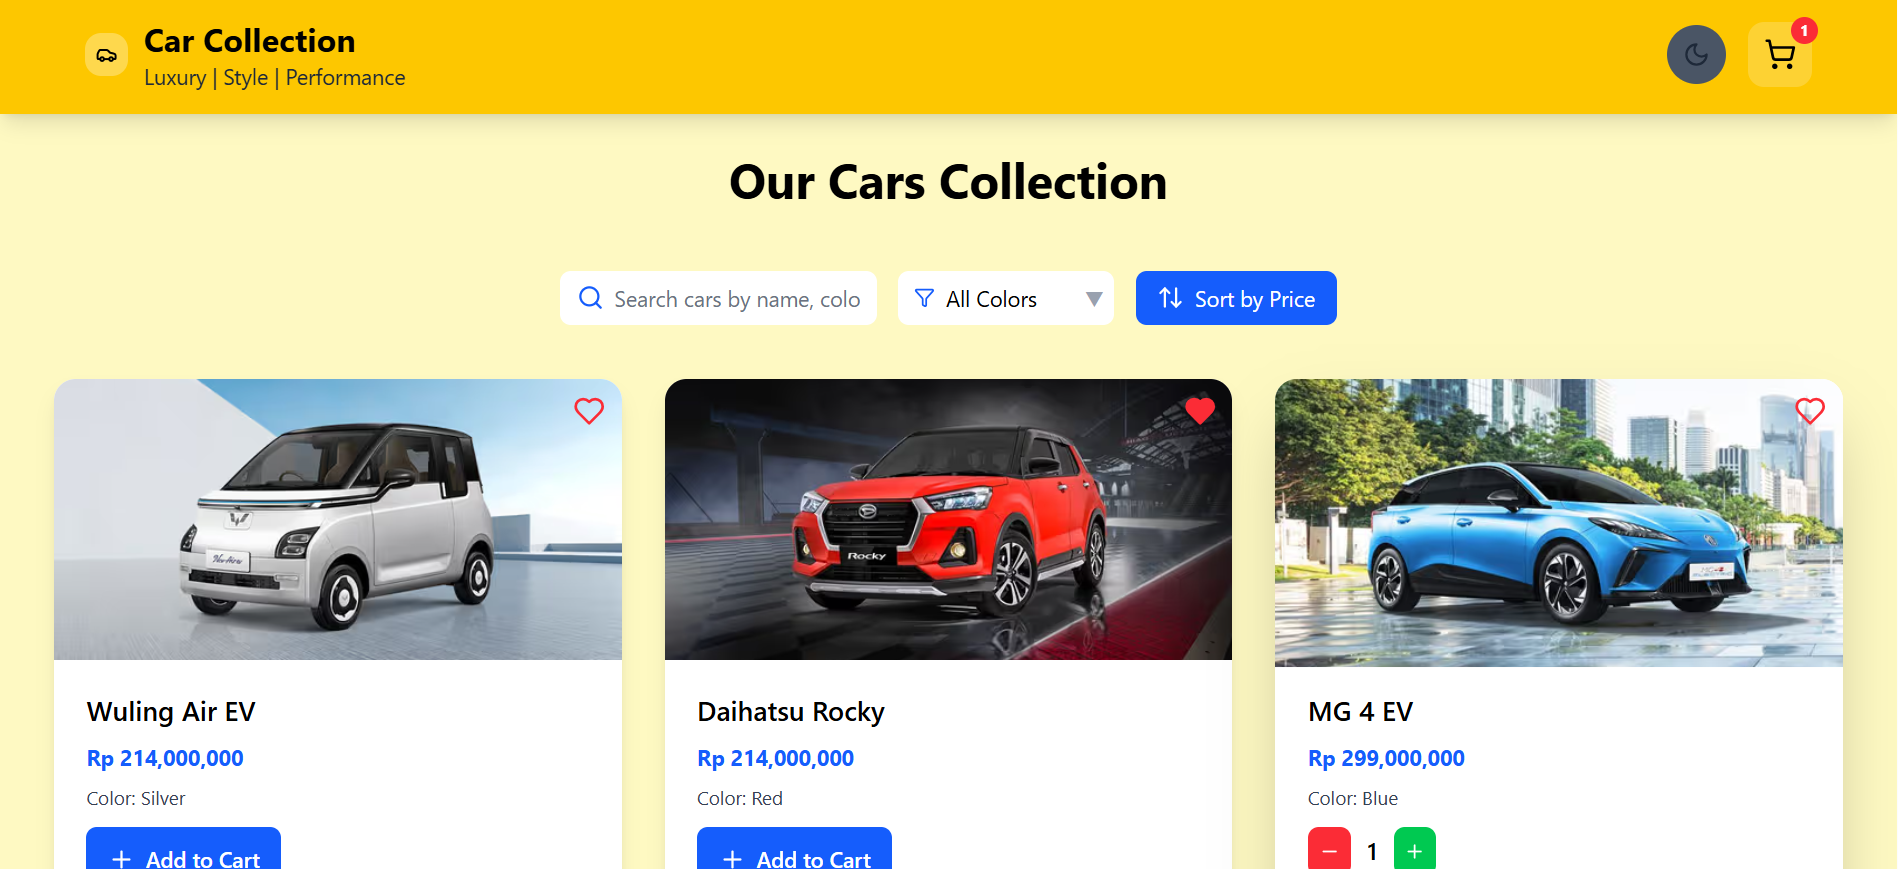 Car Collection
Luxury | Style | Performance
1
Our Cars Collection
Search cars by name, colo
All Colors
Sort by Price
Rocky
Wuling Air EV
Rp 214,000,000
Color: Silver
Add to Cart
Daihatsu Rocky
Rp 214,000,000
Color: Red
Add to Cart
MG 4 EV
Rp 299,000,000
Color: Blue
1